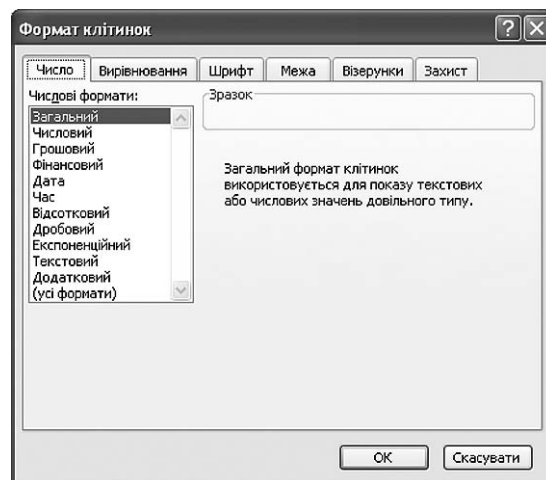 Формат клітинок
Число Вирівнювання Шрифт Межа Візерунки Захист
Числові формати:
Загальний
Числовий
Грошовий
Фінансовий
Дата
Час
Відсотковий
Дробовий
Експоненційний
Текстовий
Додатковий
(усі формати)
Зразок
Загальний формат клітинок
використовується для показу текстових
або числових значень довільного типу.
ОК Скасувати